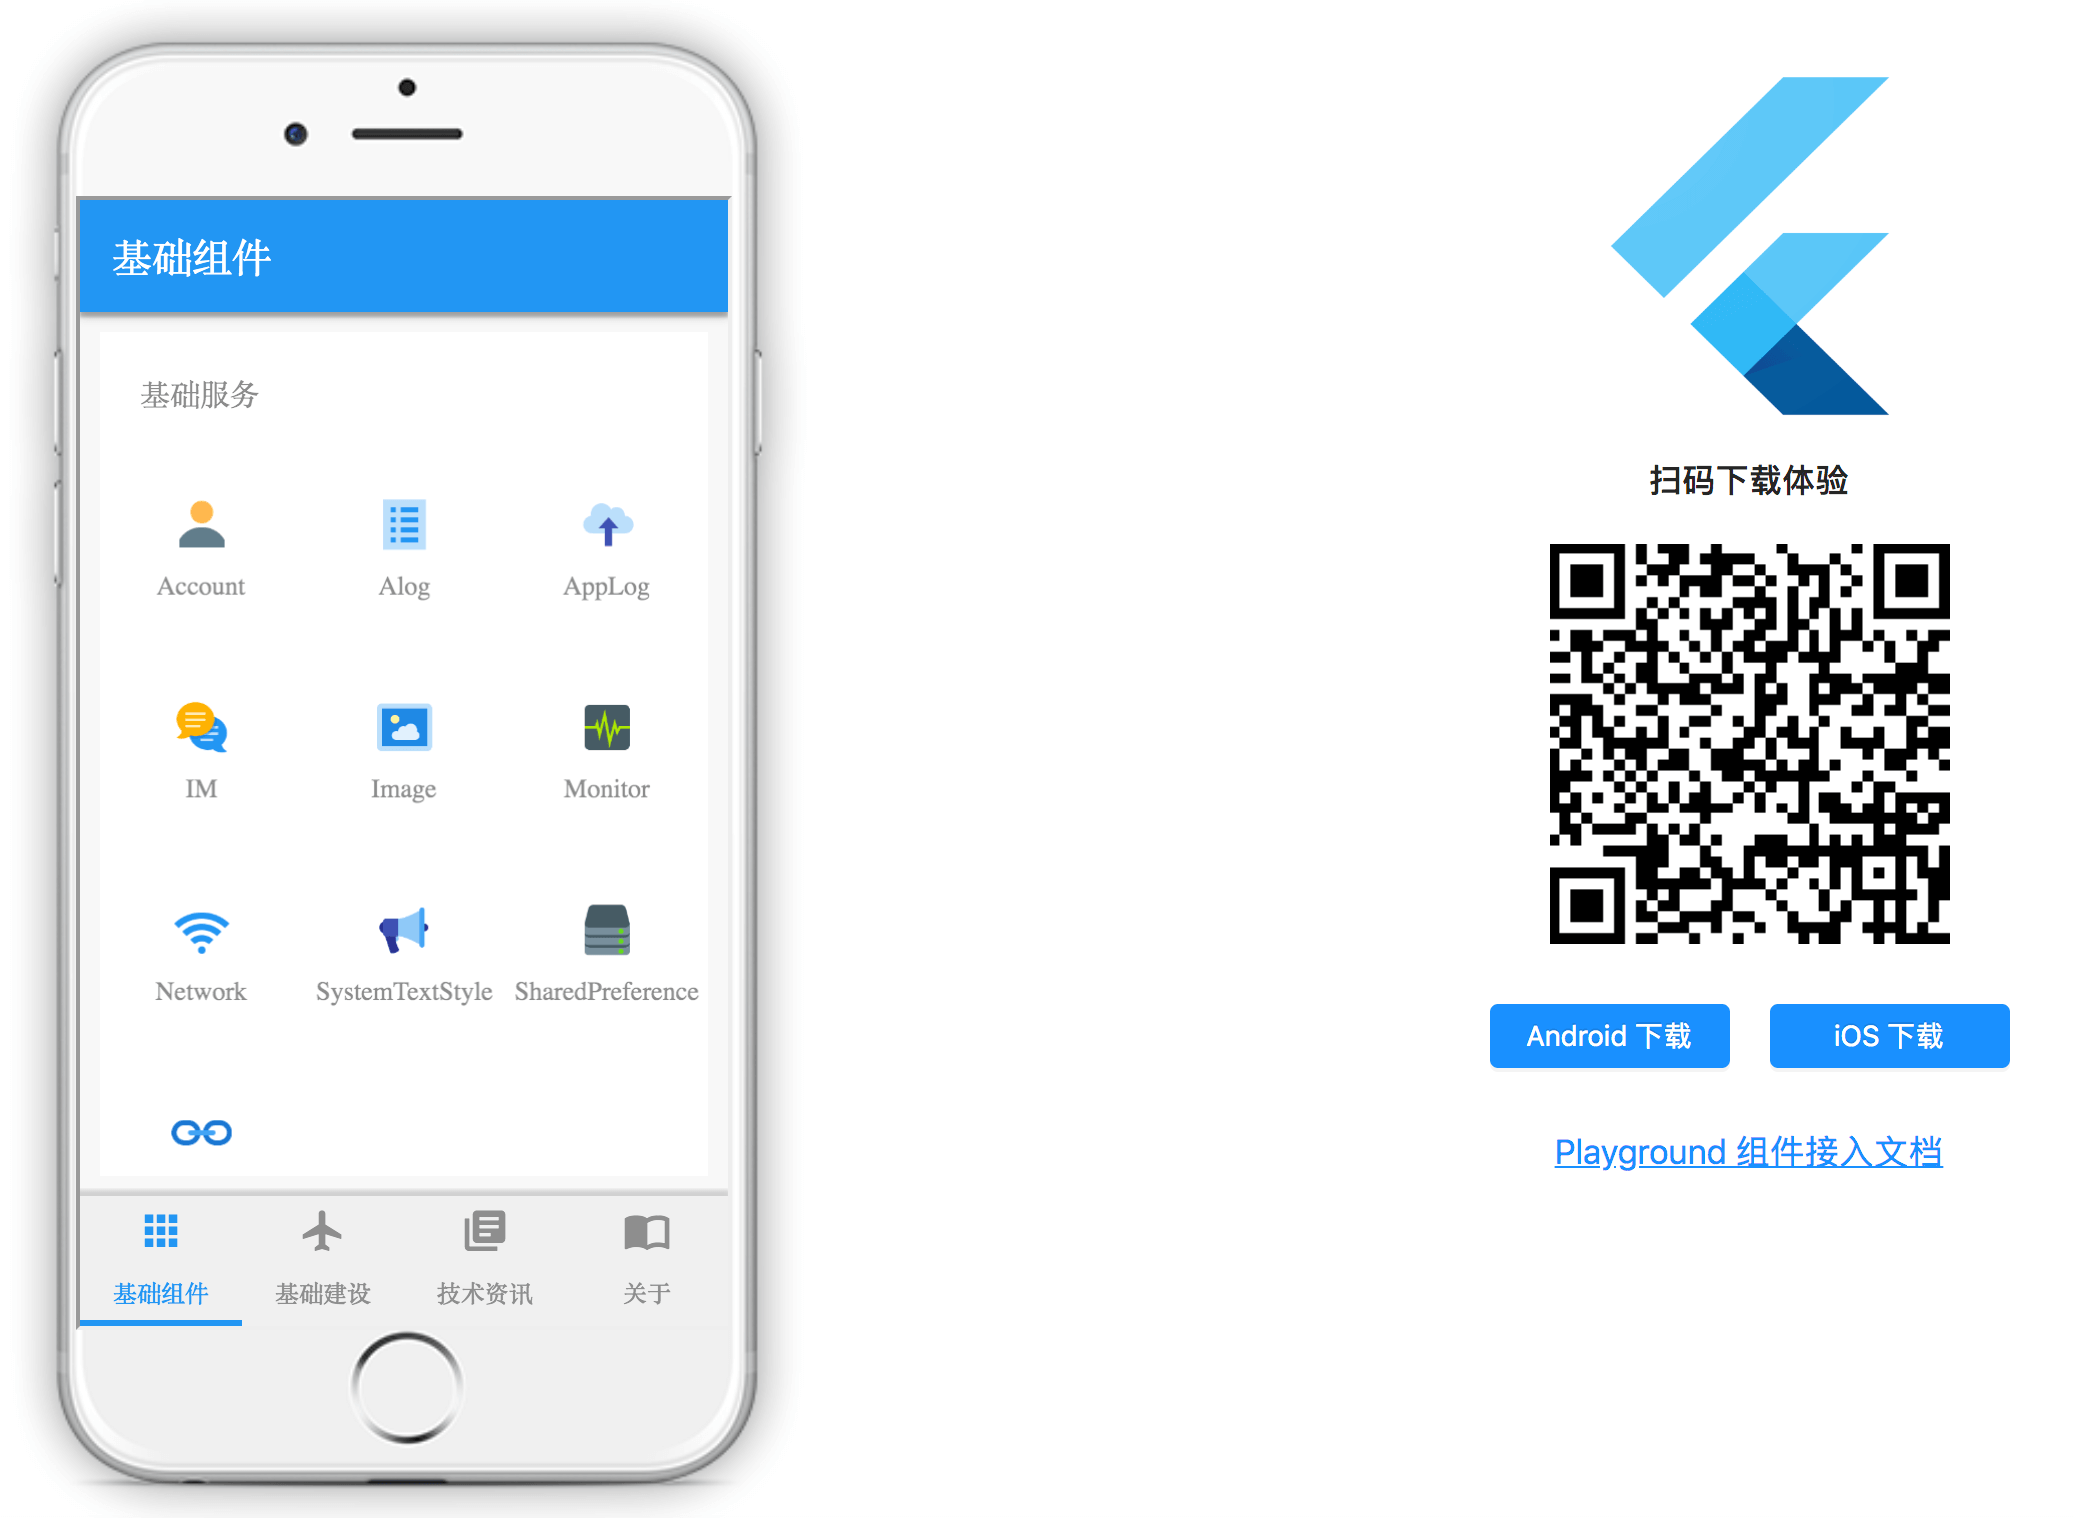 基础组件
基础服务
Account
Alog
AppLog
IM
Image
Monitor
Network
SystemTextStyle
SharedPreference
基础组件
基础建设
技术资讯
关于
扫码下载体验
Android 下载
iOS 下载
Playground 组件接入文档